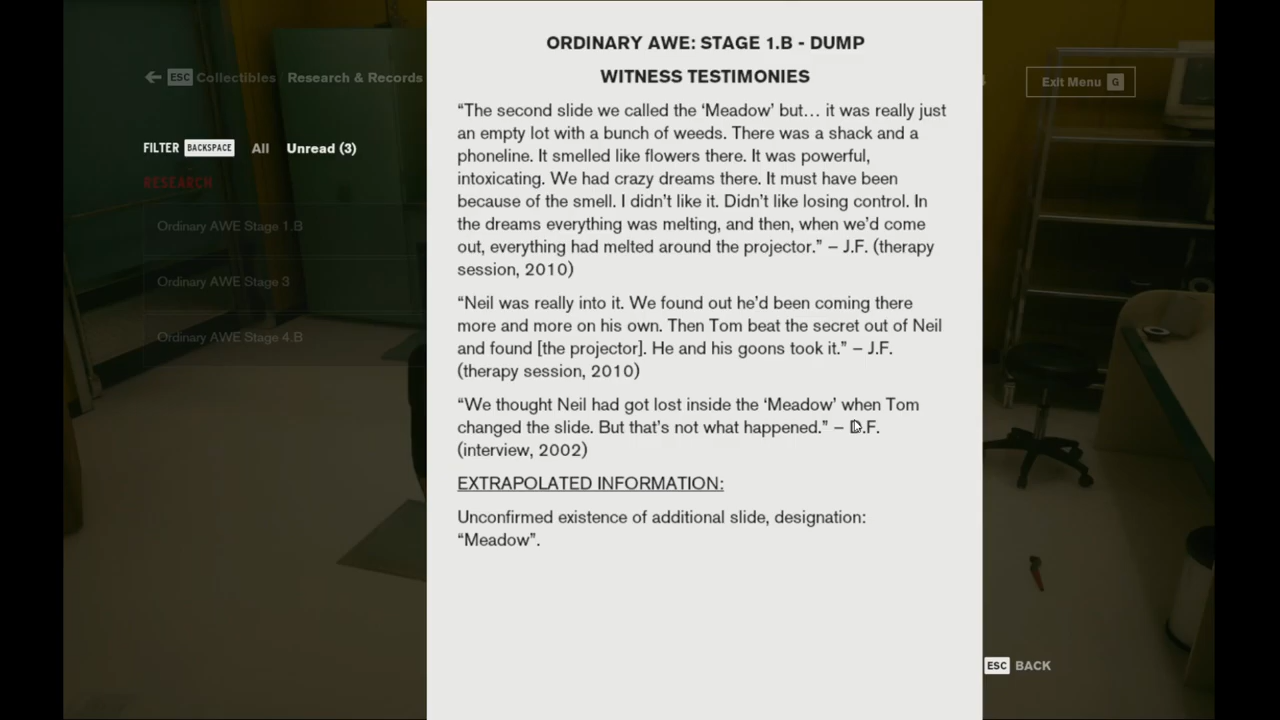 ORDINARY AWE: STAGE 1.B - DUMP
WITNESS TESTIMONIES
ESC Collectibles Research & Records
Exit Menu G
FILTER BACKSPACE All Unread (3)
RESEARCH
Ordinary AWE Stage 1.B
Ordinary AWE Stage 3
Ordinary AWE Stage 4.B
“The second slide we called the ‘Meadow’ but… it was really just
an empty lot with a bunch of weeds. There was a shack and a
phoneline. It smelled like flowers there. It was powerful,
intoxicating. We had crazy dreams there. It must have been
because of the smell. I didn’t like it. Didn’t like losing control. In
the dreams everything was melting, and then, when we’d come
out, everything had melted around the projector.” – J.F. (therapy
session, 2010)
“Neil was really into it. We found out he’d been coming there
more and more on his own. Then Tom beat the secret out of Neil
and found [the projector]. He and his goons took it.” – J.F.
(therapy session, 2010)
“We thought Neil had got lost inside the ‘Meadow’ when Tom
changed the slide. But that’s not what happened.” – D.F.
(interview, 2002)
EXTRAPOLATED INFORMATION:
Unconfirmed existence of additional slide, designation:
“Meadow”.
ESC BACK